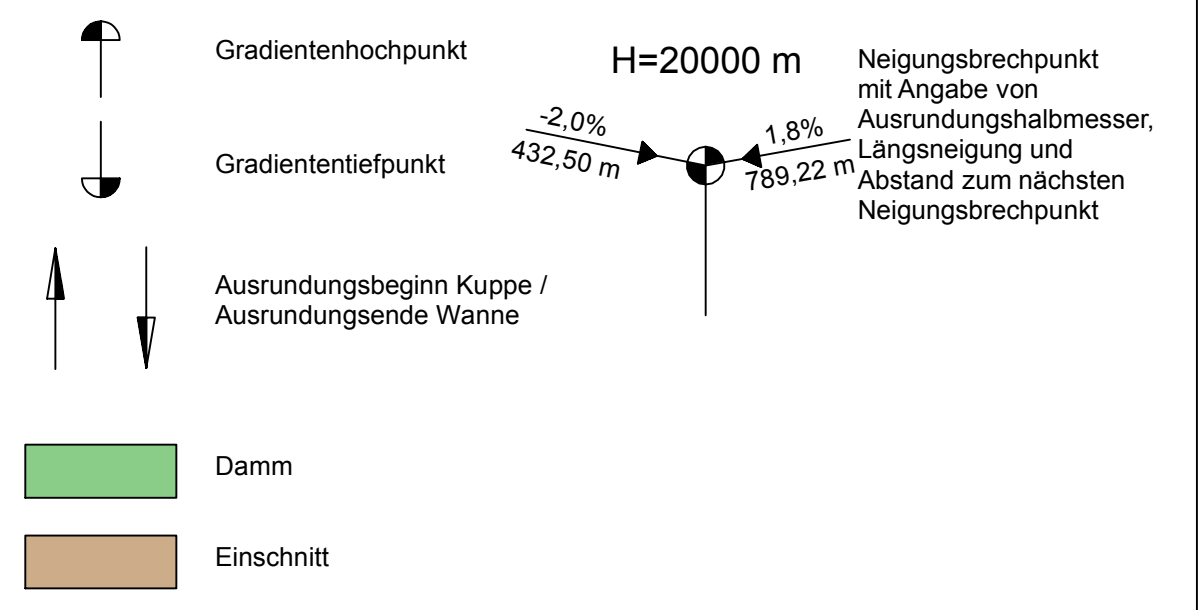 Gradientenhochpunkt
Gradiententiefpunkt
Ausrundungsbeginn Kuppe /
Ausrundungsende Wanne
Damm
Einschnitt
H=20000 m
-2,0%
432,50 m
1,8%
789,22 m
Neigungsbrechpunkt
mit Angabe von
Ausrundungshalbmesser,
Längsneigung und
Abstand zum nächsten
Neigungsbrechpunkt